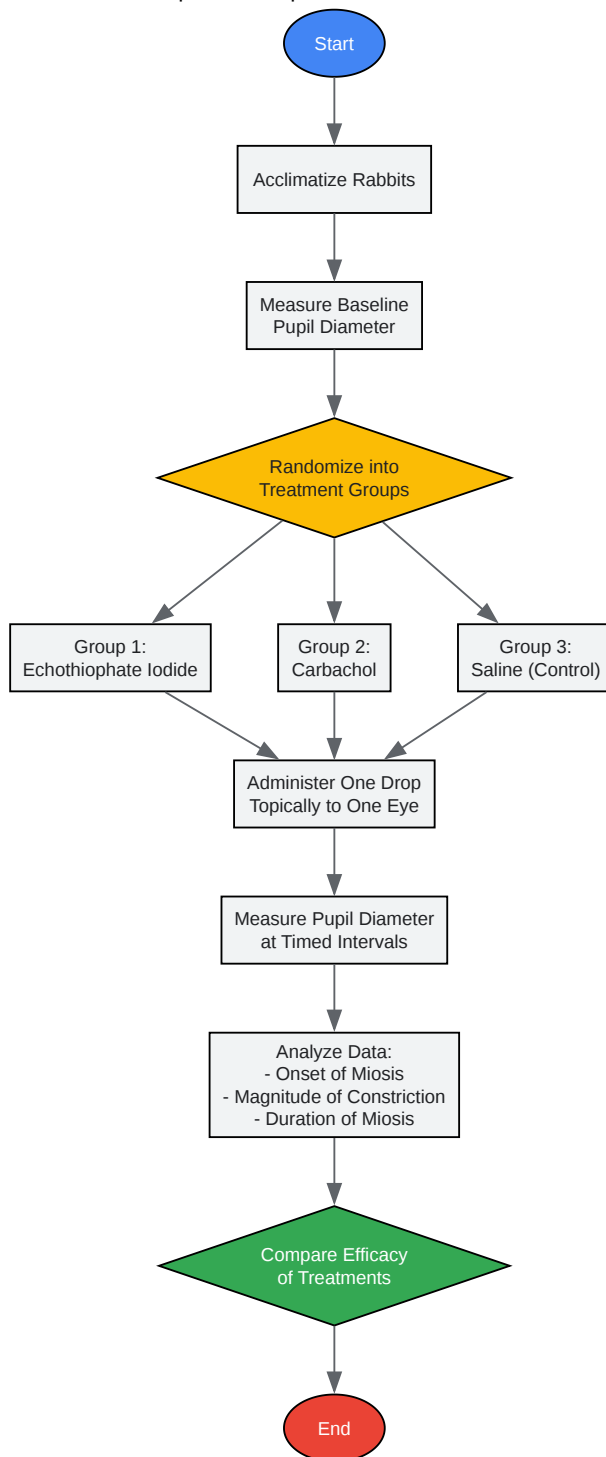 Start
Acclimatize Rabbits
Measure Baseline
Pupil Diameter
Randomize into
Treatment Groups
Group 1:
Echothiophate Iodide
Group 2:
Carbachol
Group 3:
Saline (Control)
Administer One Drop
Topically to One Eye
Measure Pupil Diameter
at Timed Intervals
Analyze Data:
- Onset of Miosis
- Magnitude of Constriction
- Duration of Miosis
Compare Efficacy
of Treatments
End